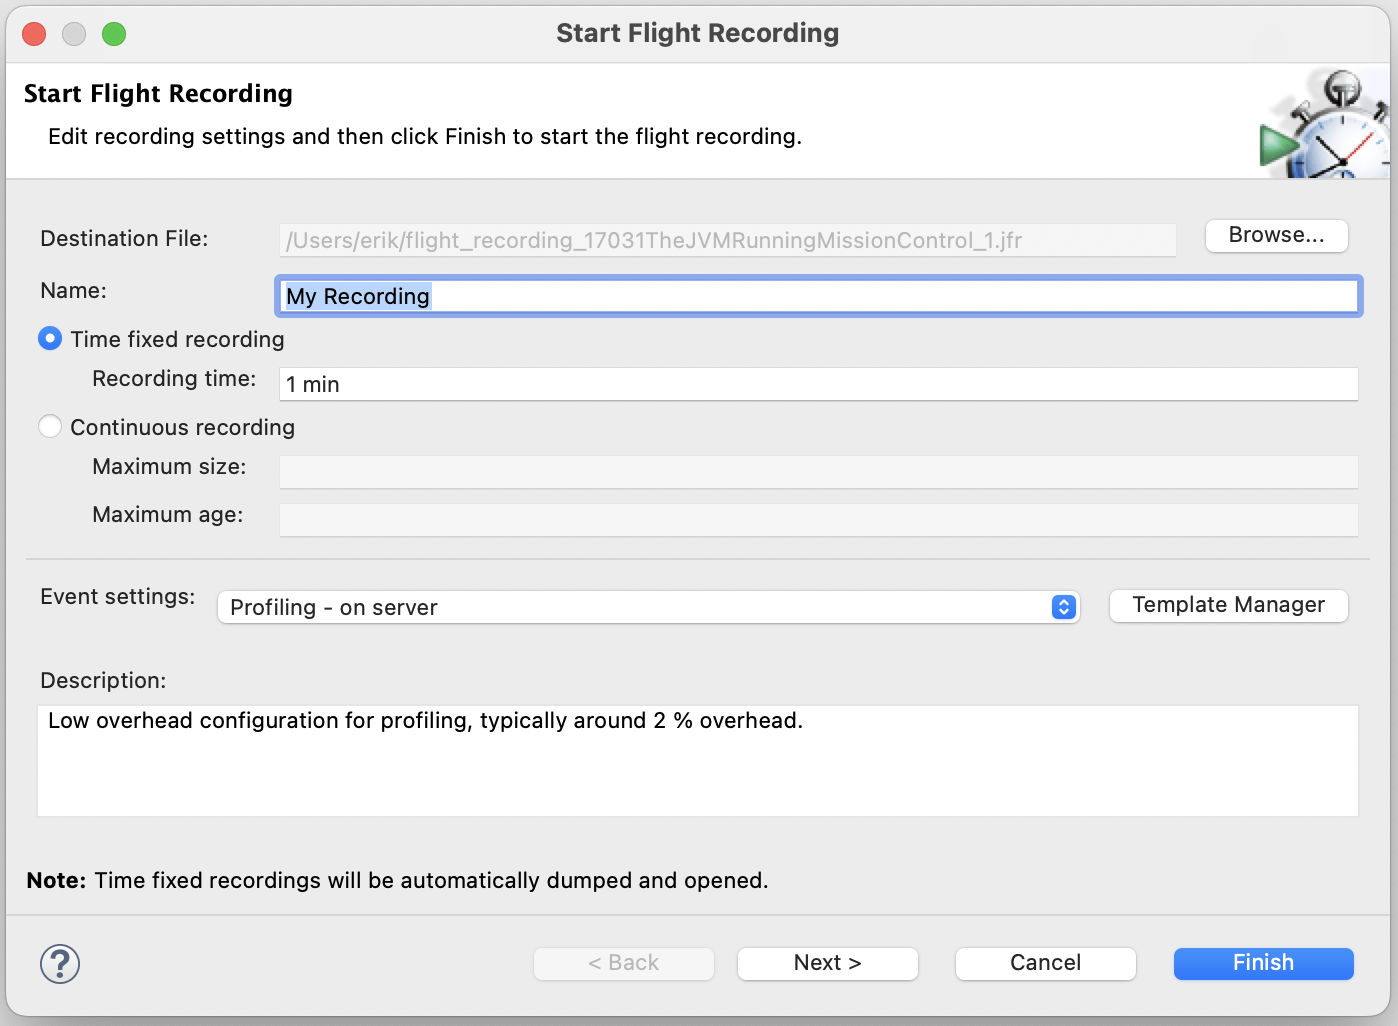 Start Flight Recording
Start Flight Recording
Edit recording settings and then click Finish to start the flight recording.
Destination File: /Users/erik/flight_recording_17031TheJVMRunningMissionControl_1.jfr Browse...
Name: My Recording
Time fixed recording
Recording time: 1 min
Continuous recording
Maximum size:
Maximum age:
Event settings: Profiling - on server Template Manager
Description:
Low overhead configuration for profiling, typically around 2 % overhead.
Note: Time fixed recordings will be automatically dumped and opened.
? < Back Next > Cancel Finish